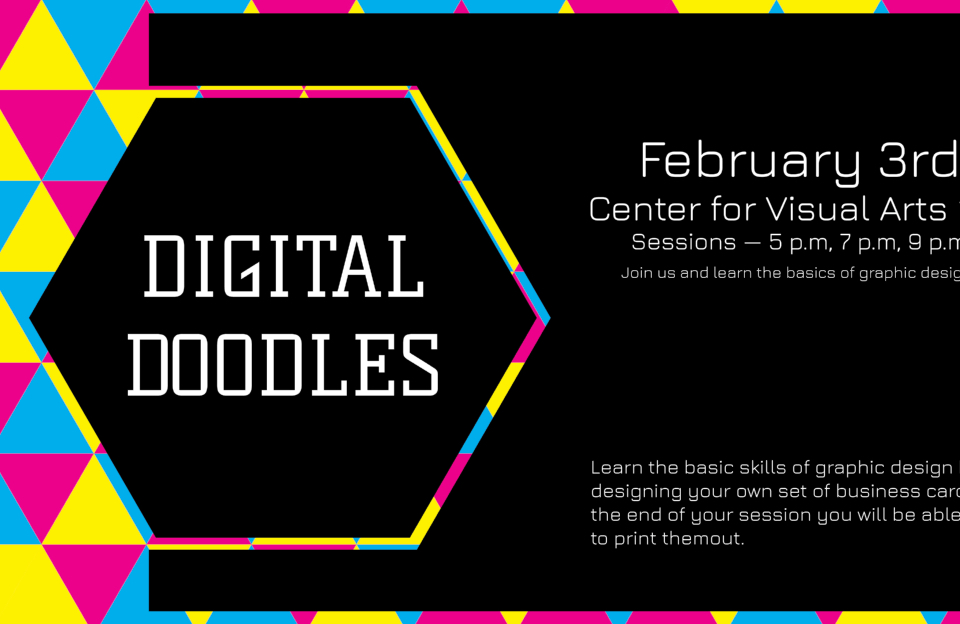 DIGITAL
DOODLES
February 3rd
Center for Visual Arts
Sessions — 5 p.m, 7 p.m, 9 p.m
Join us and learn the basics of graphic
Learn the basic skills of graphic design
designing your own set of business
the end of your session you will be able
to print themout.